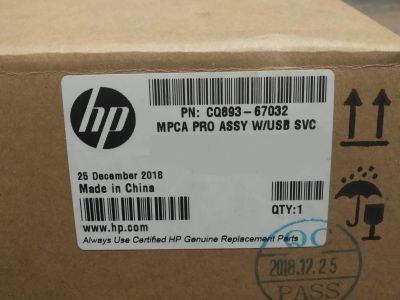 hp
PN: CQ893-67032
MPCA PRO ASSY W/USB SVC
25 December 2018
Made in China
QTY:1
www.hp.com
Always Use Certified HP Genuine Replacement Parts
QC
2018.12.25
PASS